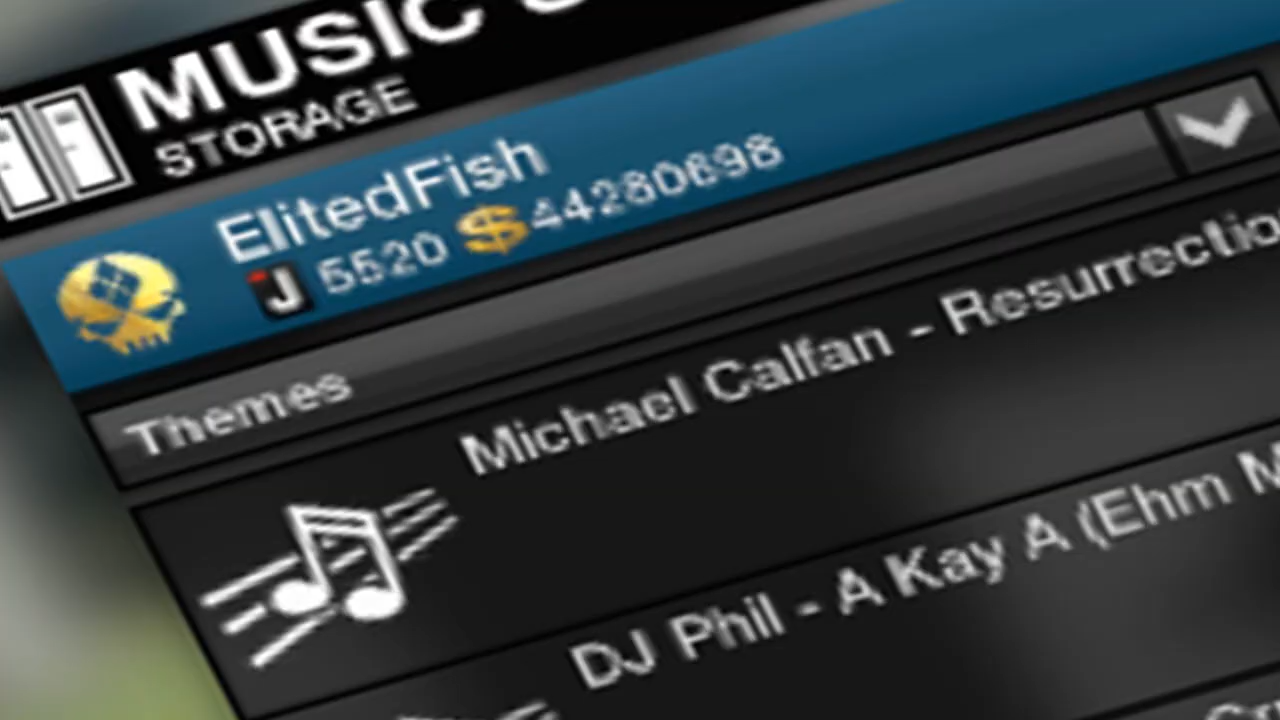 MUSIC
STORAGE
ElitedFish
J 5520 $44280698
Themes
Michael Calfan - Resurrectio
DJ Phil - A Kay A (Ehm M